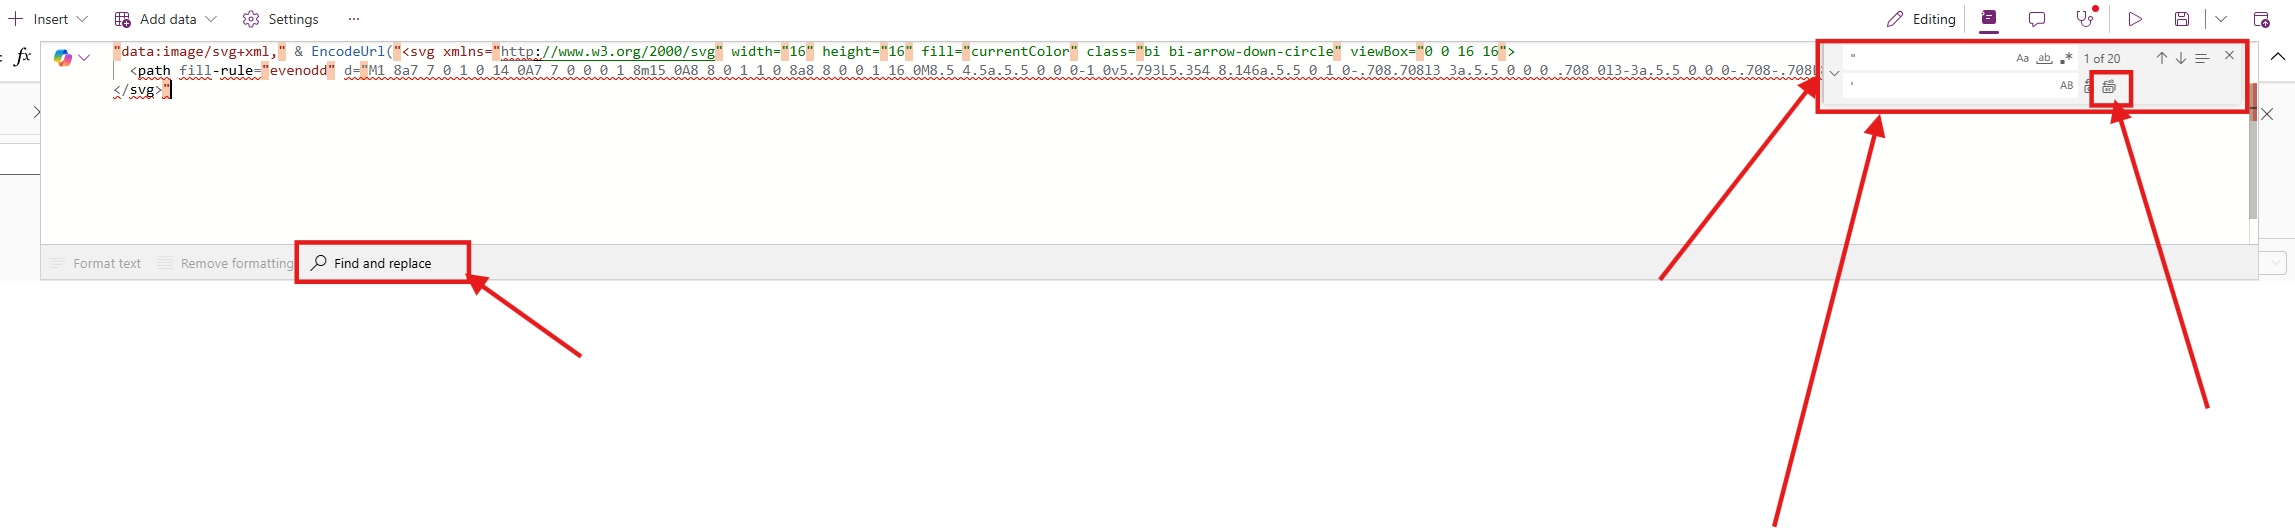 Insert
Add data
Settings
...
Editing
fx
"data:image/svg+xml," & EncodeUrl("<svg xmlns="http://www.w3.org/2000/svg" width="16" height="16" fill="currentColor" class="bi bi-arrow-down-circle" viewBox="0 0 16 16">
<path fill-rule="evenodd" d="M1 8a7 7 0 1 0 14 0A7 7 0 0 0 1 8m15 0A8 8 0 1 1 0 8a8 8 0 0 1 16 0M8.5 4.5a.5.5 0 0 0-1 0v5.793L5.354 8.146a.5.5 0 1 0-.708.708l3 3a.5.5 0 0 0 .708 0l3-3a.5.5 0 0 0-.708-.708L
</svg>"
"
Aa
ab
.*
1 of 20
'
AB
Format text
Remove formatting
Find and replace